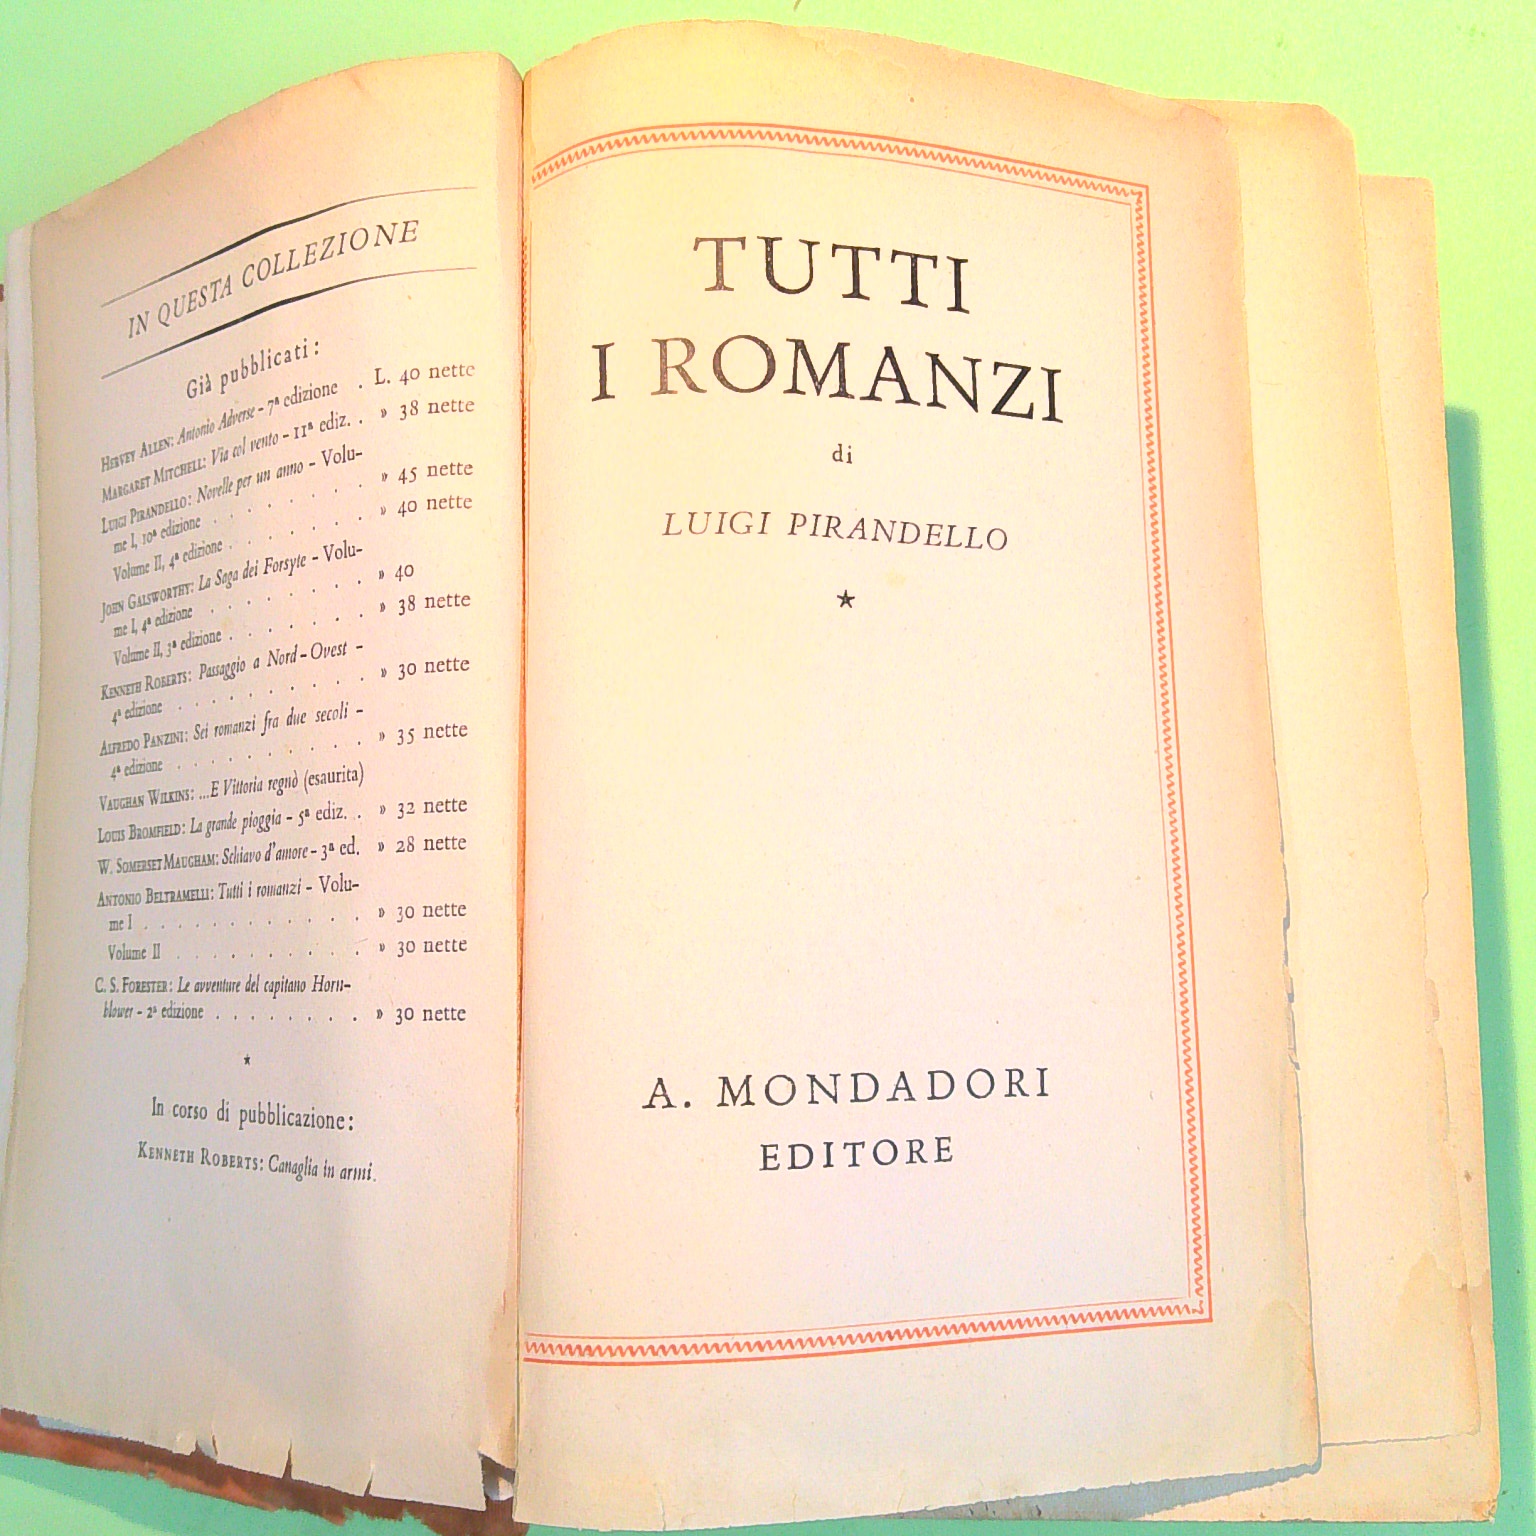 IN QUESTA COLLEZIONE
Già pubblicati:
HERVEY ALLEN: Antonio Adverse - 7ª edizione . L. 40 nette
MARGARET MITCHELL: Via col vento - 11ª ediz. . » 38 nette
LUIGI PIRANDELLO: Novelle per un anno - Volu-
me I, 10ª edizione . . . . . . . » 45 nette
Volume II, 4ª edizione . . . . . . » 40 nette
JOHN GALSWORTHY: La Saga dei Forsyte - Volu-
me I, 4ª edizione . . . . . . . » 40
Volume II, 3ª edizione . . . . . . » 38 nette
KENNETH ROBERTS: Passaggio a Nord-Ovest -
4ª edizione . . . . . . . . . » 30 nette
ALFREDO PANZINI: Sei romanzi fra due secoli -
4ª edizione . . . . . . . . . » 35 nette
VAUGHAN WILKINS: ...E Vittoria regnò (esaurita)
LOUIS BROMFIELD: La grande pioggia - 5ª ediz. . » 32 nette
W. SOMERSET MAUGHAM: Schiavo d'amore - 3ª ed. » 28 nette
ANTONIO BELTRAMELLI: Tutti i romanzi - Volu-
me I . . . . . . . . . . . » 30 nette
Volume II . . . . . . . . . . » 30 nette
C. S. FORESTER: Le avventure del capitano Horn-
blower - 2ª edizione . . . . . . . . » 30 nette
*
In corso di pubblicazione:
KENNETH ROBERTS: Canaglia in armi.
TUTTI
I ROMANZI
di
LUIGI PIRANDELLO
*
A. MONDADORI
EDITORE